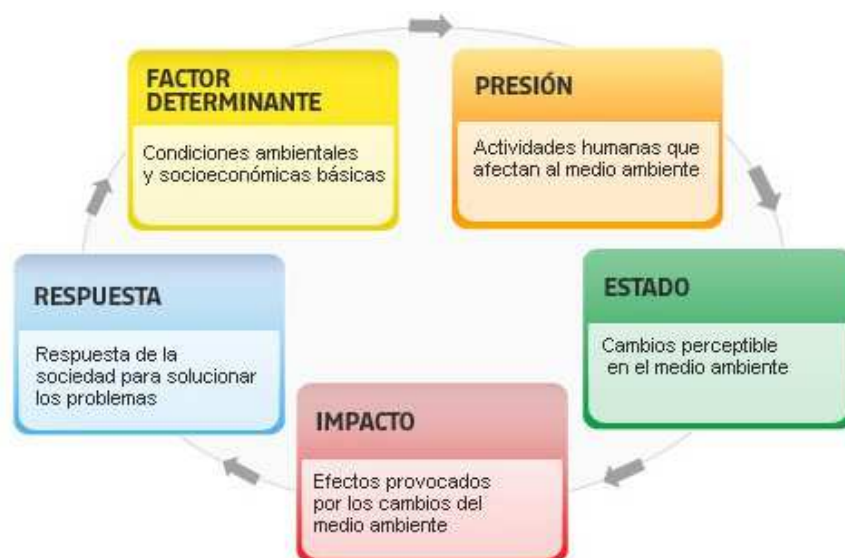 FACTOR
DETERMINANTE
Condiciones ambientales
y socioeconómicas básicas
PRESIÓN
Actividades humanas que
afectan al medio ambiente
ESTADO
Cambios perceptible
en el medio ambiente
IMPACTO
Efectos provocados
por los cambios del
medio ambiente
RESPUESTA
Respuesta de la
sociedad para solucionar
los problemas